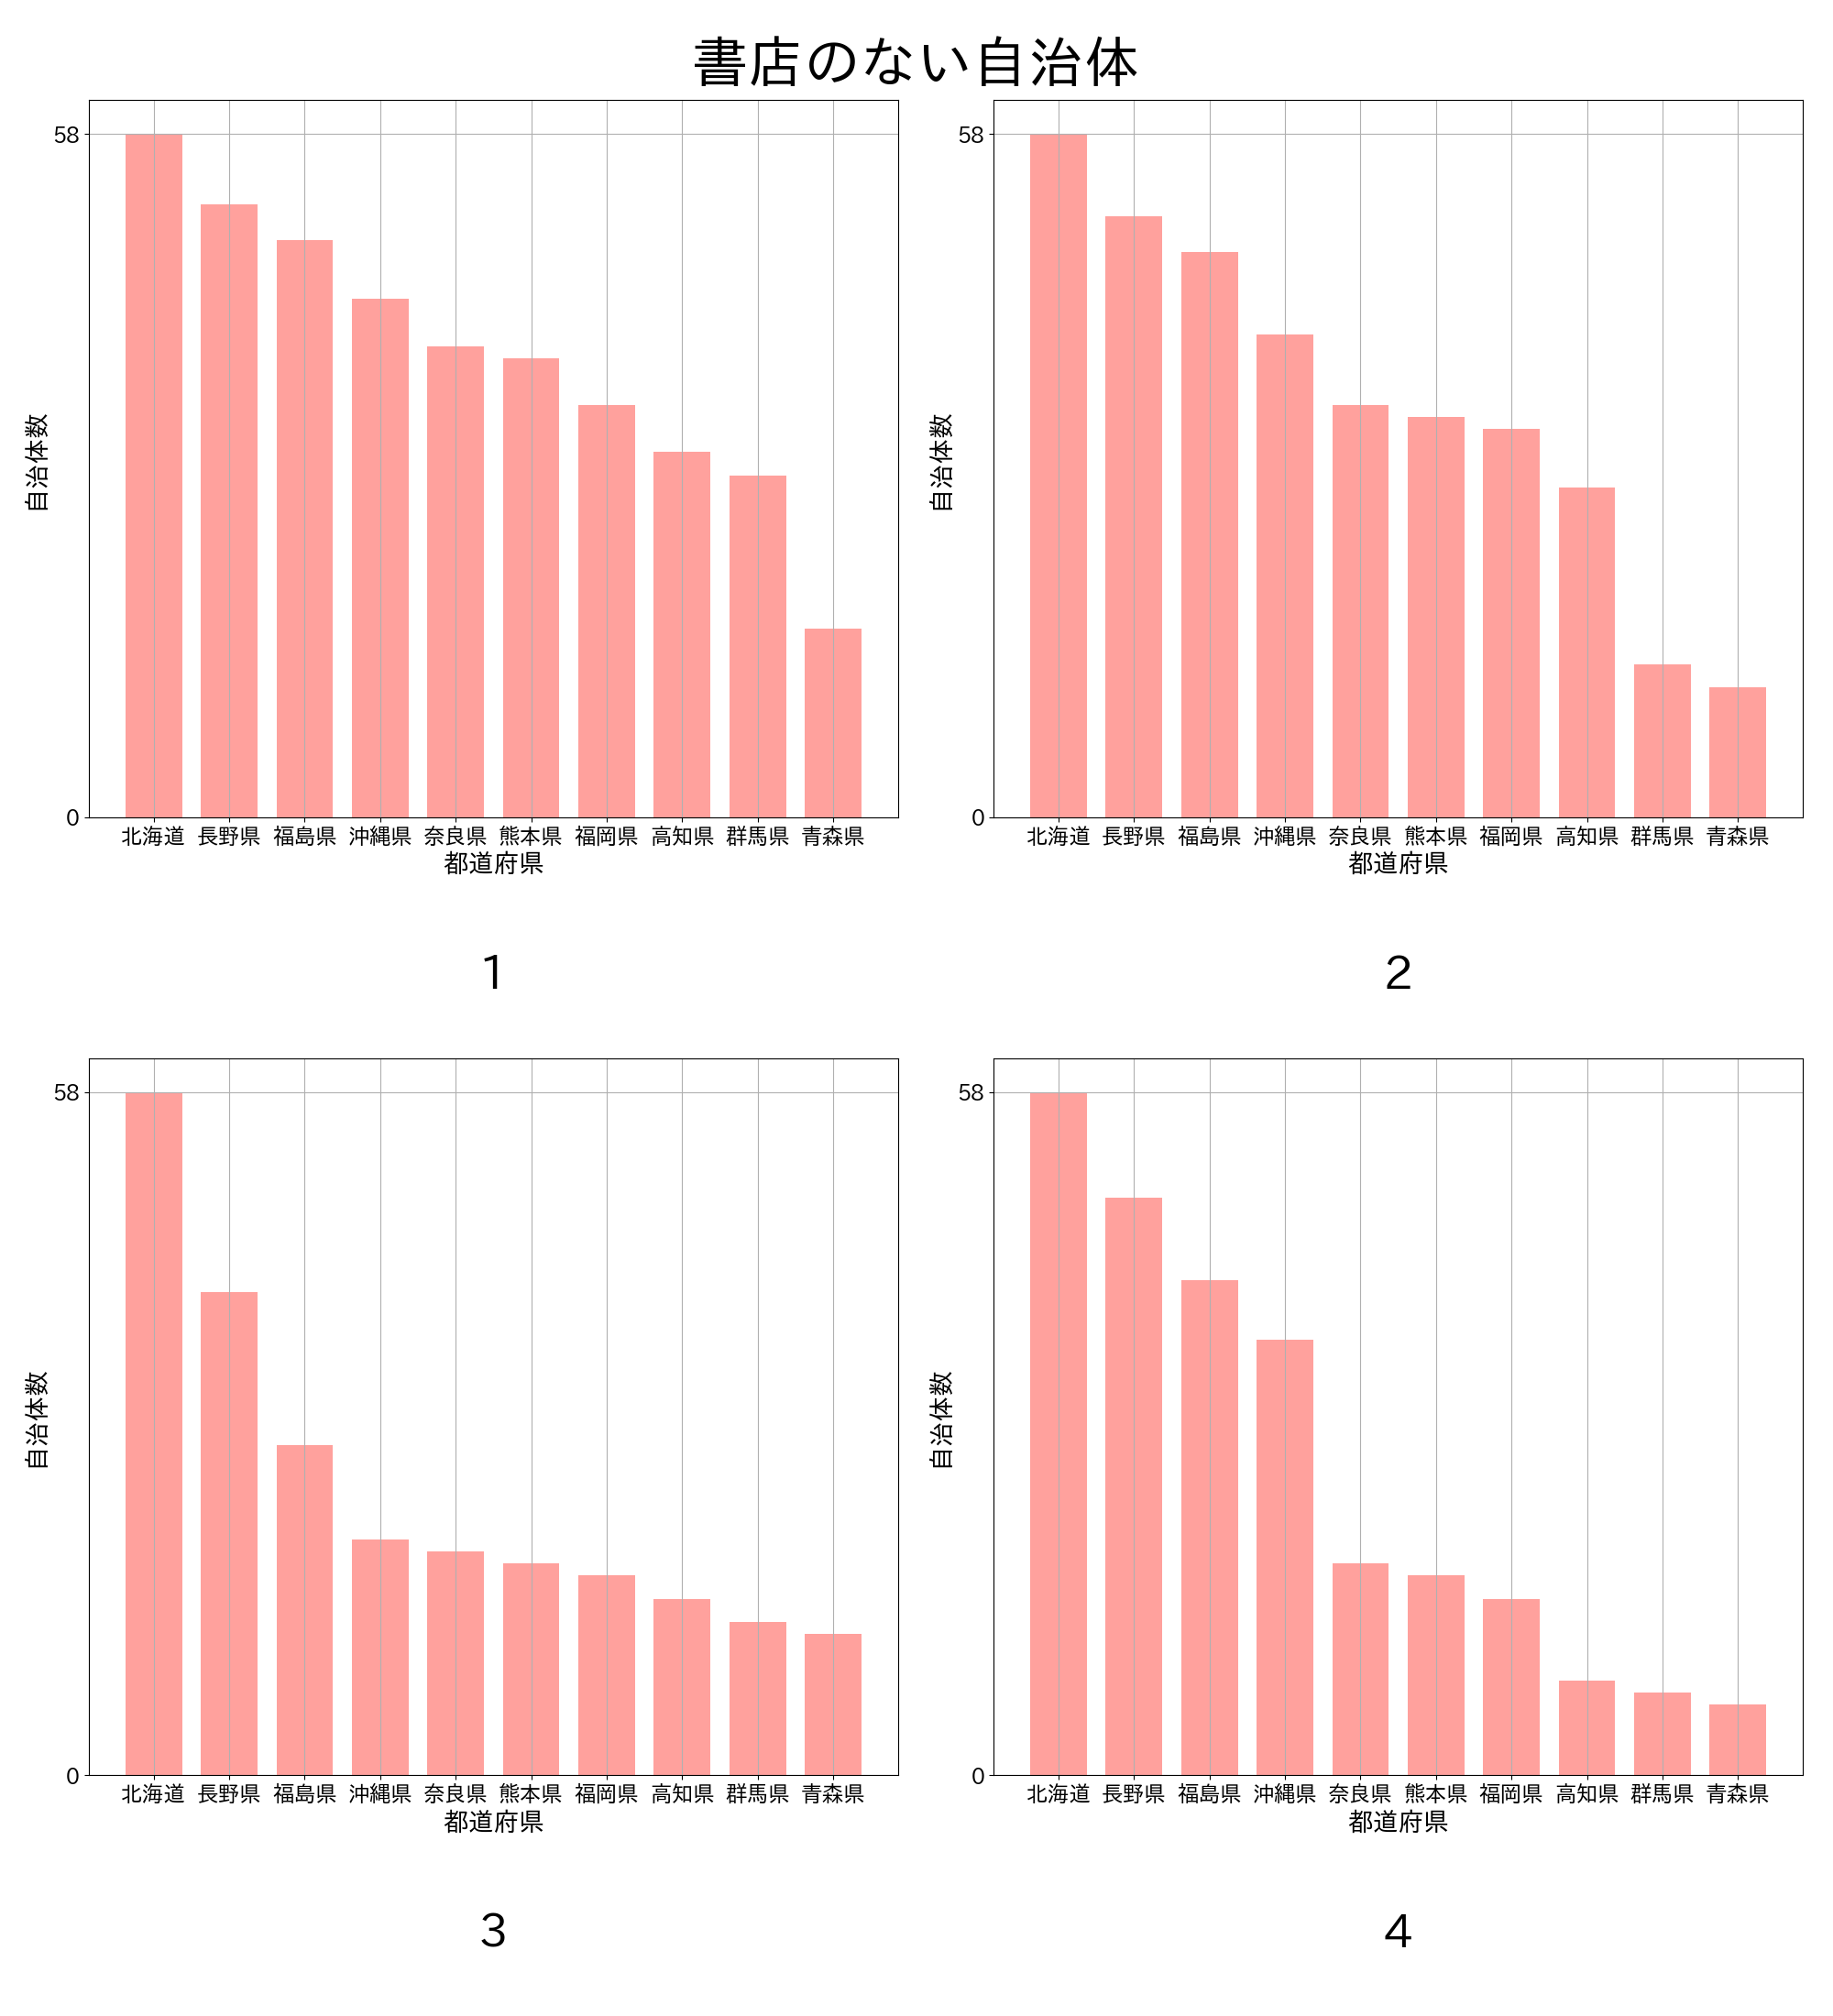 書店のない自治体
58
0
自治体数
北海道 長野県 福島県 沖縄県 奈良県 熊本県 福岡県 高知県 群馬県 青森県
都道府県
1
58
0
自治体数
北海道 長野県 福島県 沖縄県 奈良県 熊本県 福岡県 高知県 群馬県 青森県
都道府県
2
58
0
自治体数
北海道 長野県 福島県 沖縄県 奈良県 熊本県 福岡県 高知県 群馬県 青森県
都道府県
3
58
0
自治体数
北海道 長野県 福島県 沖縄県 奈良県 熊本県 福岡県 高知県 群馬県 青森県
都道府県
4